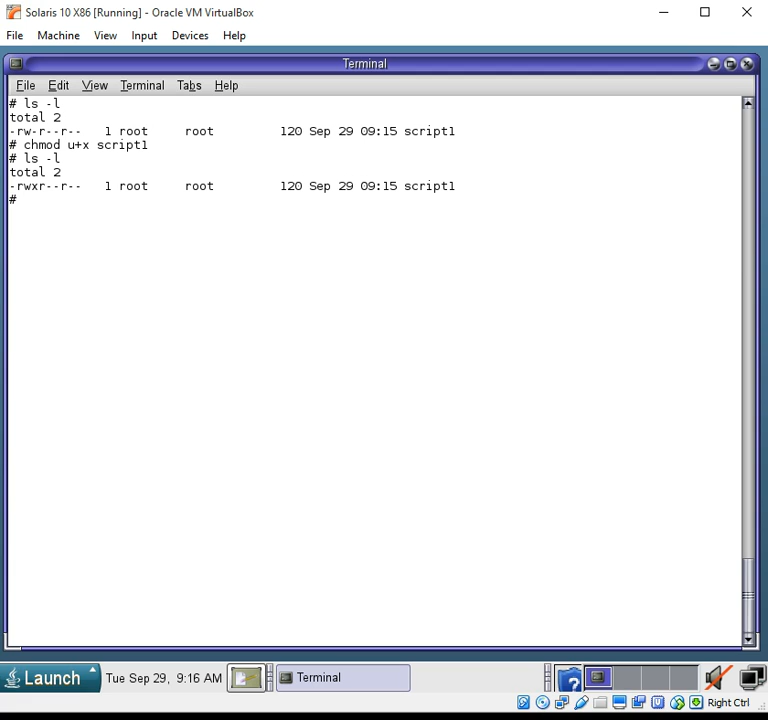 Solaris 10 X86 [Running] - Oracle VM VirtualBox
File Machine View Input Devices Help
Terminal
File Edit View Terminal Tabs Help
# ls -l
total 2
-rw-r--r--   1 root     root         120 Sep 29 09:15 script1
# chmod u+x script1
# ls -l
total 2
-rwxr--r--   1 root     root         120 Sep 29 09:15 script1
#
Launch Tue Sep 29, 9:16 AM Terminal
Right Ctrl